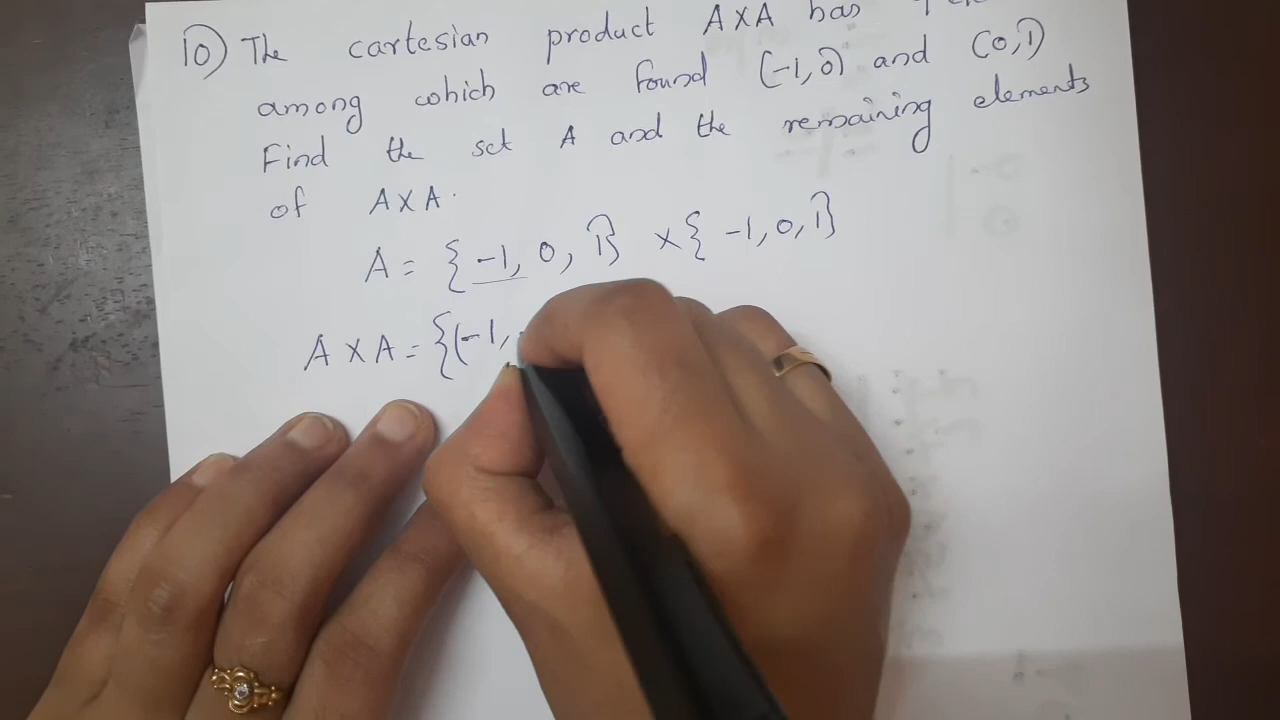 10) The cartesian product A X A has
among which are found (-1, 0) and (0, 1)
Find the set A and the remaining elements
of A X A.
A = { -1, 0, 1} x { -1, 0, 1}
A X A = {(-1,